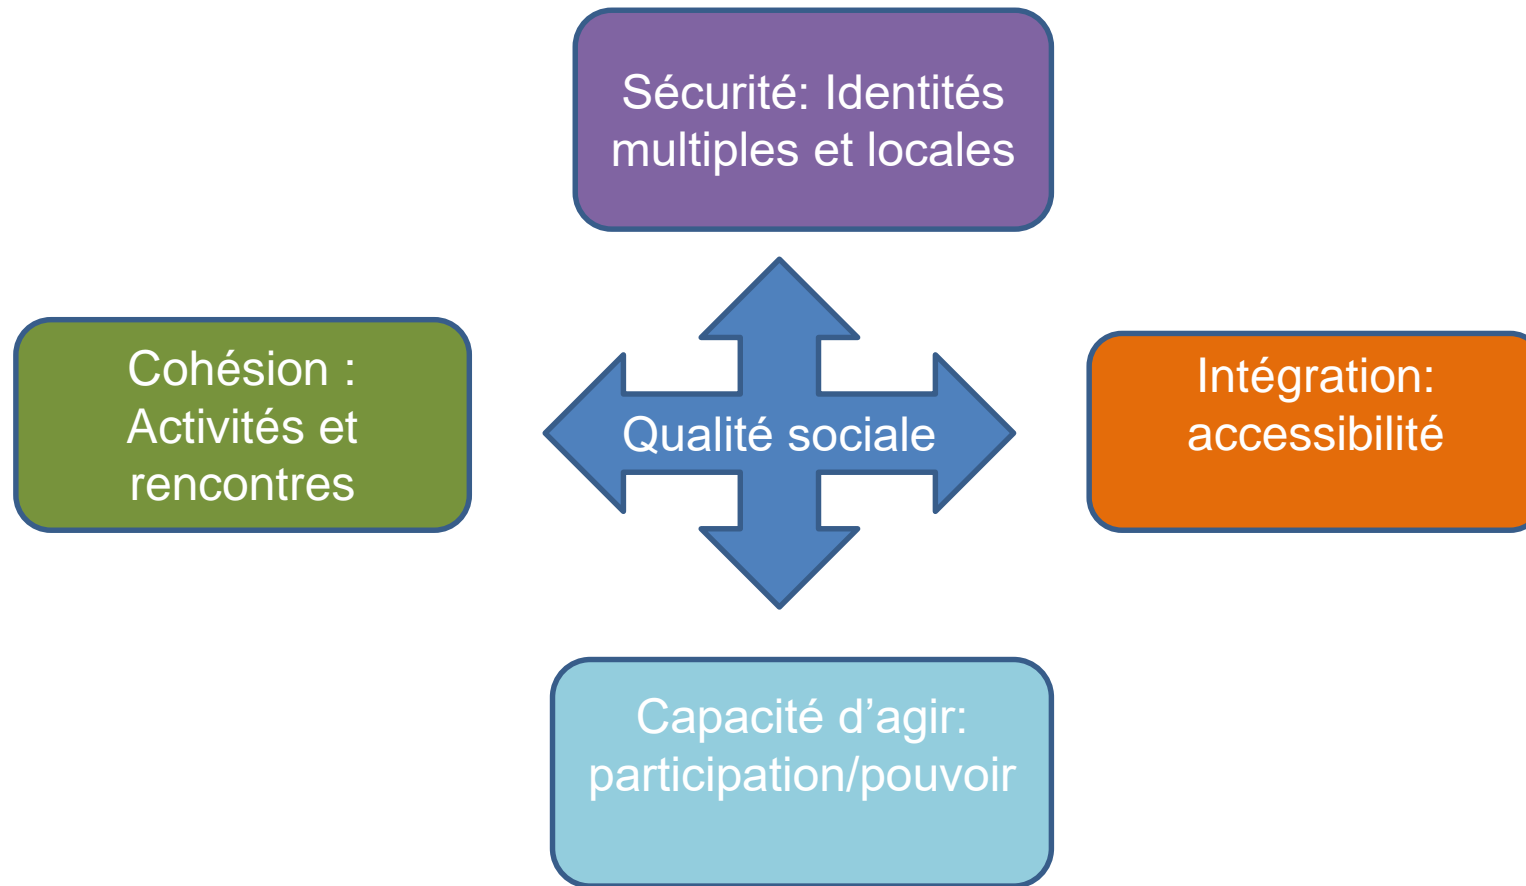 Sécurité: Identités
multiples et locales
Cohésion :
Activités et
rencontres
Qualité sociale
Intégration:
accessibilité
Capacité d’agir:
participation/pouvoir